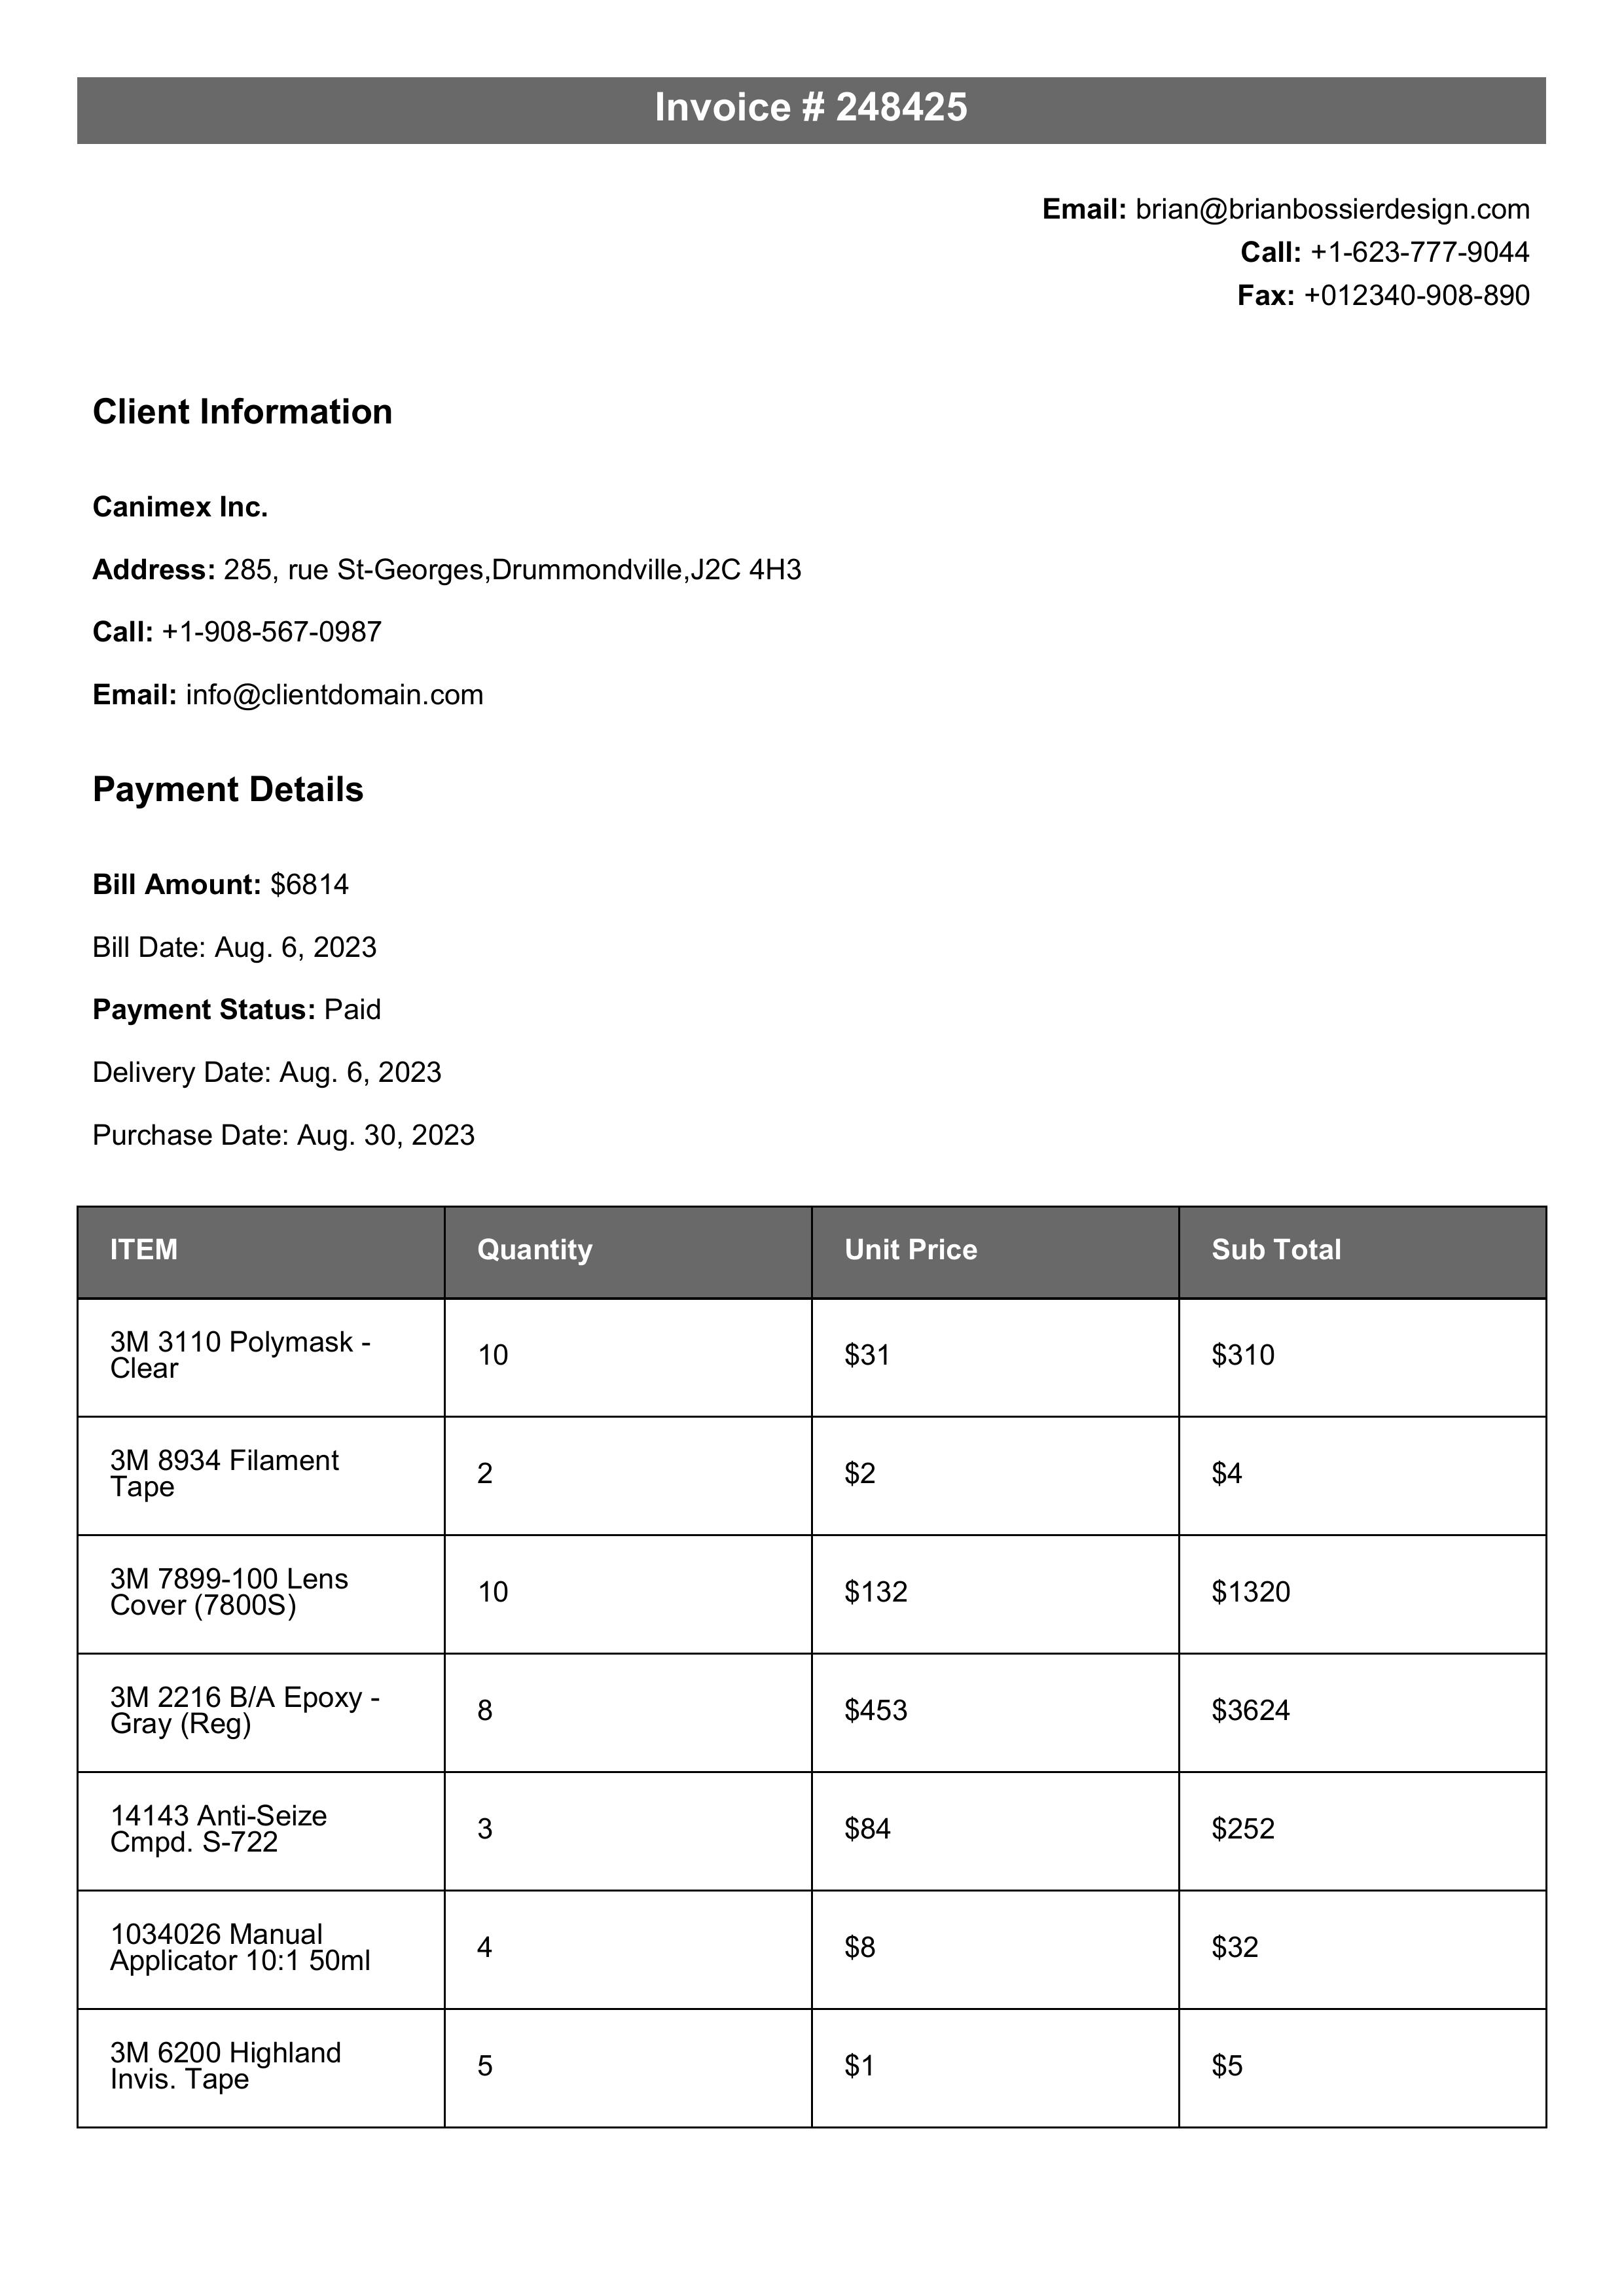 Invoice # 248425
Email: brian@brianbossierdesign.com
Call: +1-623-777-9044
Fax: +012340-908-890
Client Information
Canimex Inc.
Address: 285, rue St-Georges,Drummondville,J2C 4H3
Call: +1-908-567-0987
Email: info@clientdomain.com
Payment Details
Bill Amount: $6814
Bill Date: Aug. 6, 2023
Payment Status: Paid
Delivery Date: Aug. 6, 2023
Purchase Date: Aug. 30, 2023
ITEM Quantity Unit Price Sub Total
3M 3110 Polymask -
Clear
10 $31 $310
3M 8934 Filament
Tape
2 $2 $4
3M 7899-100 Lens
Cover (7800S)
10 $132 $1320
3M 2216 B/A Epoxy -
Gray (Reg)
8 $453 $3624
14143 Anti-Seize
Cmpd. S-722
3 $84 $252
1034026 Manual
Applicator 10:1 50ml
4 $8 $32
3M 6200 Highland
Invis. Tape
5 $1 $5